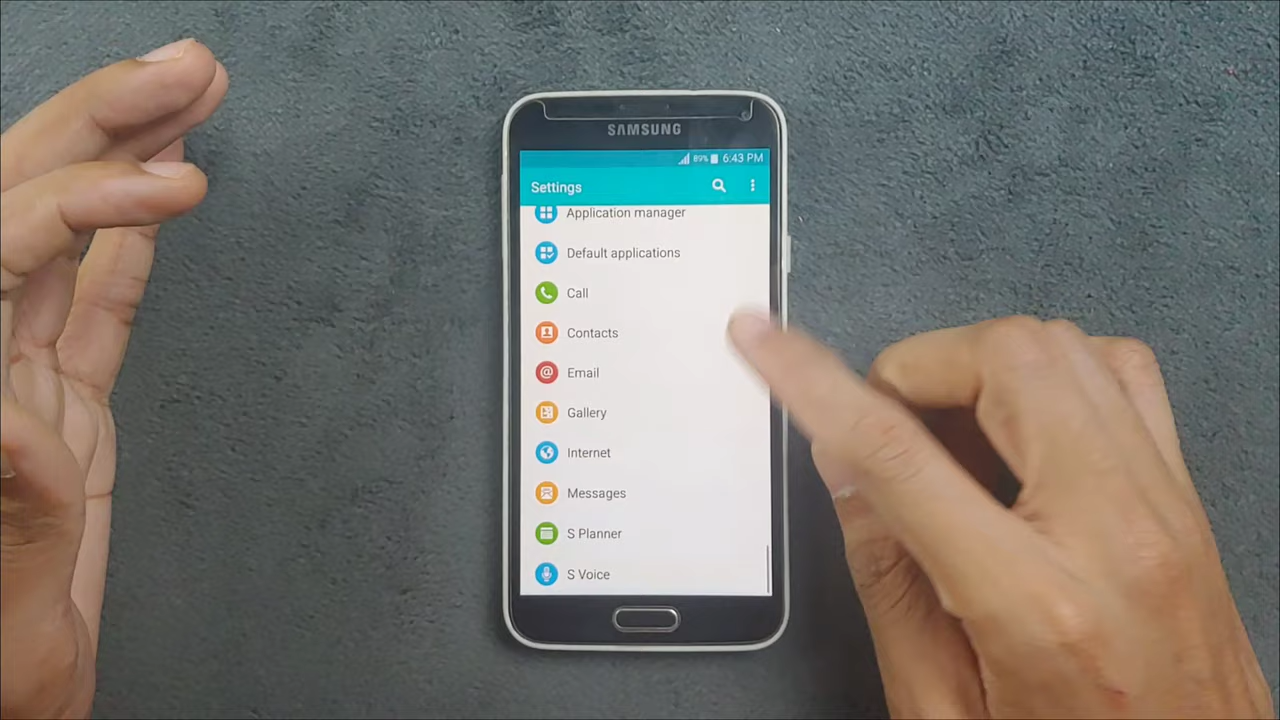 SAMSUNG
89% 6:43 PM
Settings
Application manager
Default applications
Call
Contacts
Email
Gallery
Internet
Messages
S Planner
S Voice